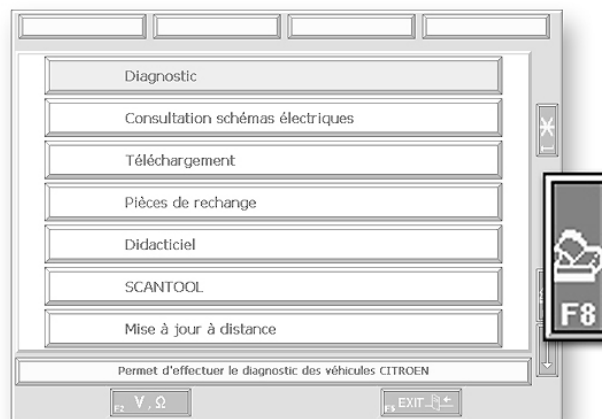 Diagnostic
Consultation schémas électriques
Téléchargement
Pièces de rechange
Didacticiel
SCANTOOL
Mise à jour à distance
F8
Permet d'effectuer le diagnostic des véhicules CITROEN
F2 V , Ω
F5 EXIT